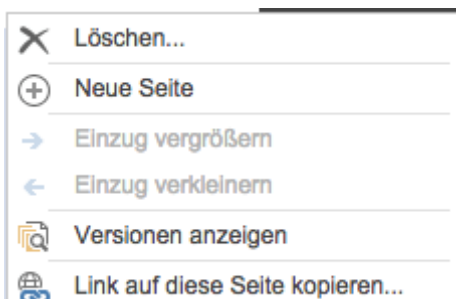 Löschen...
Neue Seite
Einzug vergrößern
Einzug verkleinern
Versionen anzeigen
Link auf diese Seite kopieren...